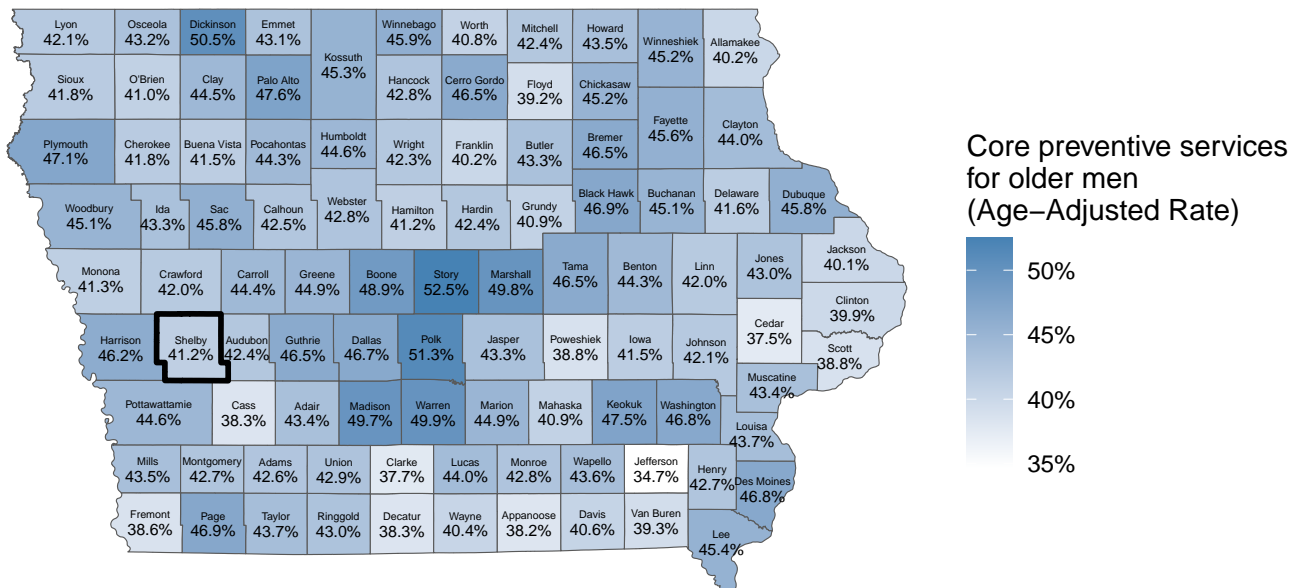 Lyon
42.1%
Osceola
43.2%
Dickinson
50.5%
Emmet
43.1%
Kossuth
45.3%
Winnebago
45.9%
Worth
40.8%
Mitchell
42.4%
Howard
43.5%
Winneshiek
45.2%
Allamakee
40.2%
Sioux
41.8%
O'Brien
41.0%
Clay
44.5%
Palo Alto
47.6%
Hancock
42.8%
Cerro Gordo
46.5%
Floyd
39.2%
Chickasaw
45.2%
Plymouth
47.1%
Cherokee
41.8%
Buena Vista
41.5%
Pocahontas
44.3%
Humboldt
44.6%
Wright
42.3%
Franklin
40.2%
Butler
43.3%
Bremer
46.5%
Fayette
45.6%
Clayton
44.0%
Woodbury
45.1%
Ida
43.3%
Sac
45.8%
Calhoun
42.5%
Webster
42.8%
Hamilton
41.2%
Hardin
42.4%
Grundy
40.9%
Black Hawk
46.9%
Buchanan
45.1%
Delaware
41.6%
Dubuque
45.8%
Monona
41.3%
Crawford
42.0%
Carroll
44.4%
Greene
44.9%
Boone
48.9%
Story
52.5%
Marshall
49.8%
Tama
46.5%
Benton
44.3%
Linn
42.0%
Jones
43.0%
Jackson
40.1%
Clinton
39.9%
Harrison
46.2%
Shelby
41.2%
Audubon
42.4%
Guthrie
46.5%
Dallas
46.7%
Polk
51.3%
Jasper
43.3%
Poweshiek
38.8%
Iowa
41.5%
Johnson
42.1%
Cedar
37.5%
Scott
38.8%
Muscatine
43.4%
Pottawattamie
44.6%
Cass
38.3%
Adair
43.4%
Madison
49.7%
Warren
49.9%
Marion
44.9%
Mahaska
40.9%
Keokuk
47.5%
Washington
46.8%
Louisa
43.7%
Mills
43.5%
Montgomery
42.7%
Adams
42.6%
Union
42.9%
Clarke
37.7%
Lucas
44.0%
Monroe
42.8%
Wapello
43.6%
Jefferson
34.7%
Henry
42.7%
Des Moines
46.8%
Fremont
38.6%
Page
46.9%
Taylor
43.7%
Ringgold
43.0%
Decatur
38.3%
Wayne
40.4%
Appanoose
38.2%
Davis
40.6%
Van Buren
39.3%
Lee
45.4%
Core preventive services
for older men
(Age−Adjusted Rate)
50%
45%
40%
35%